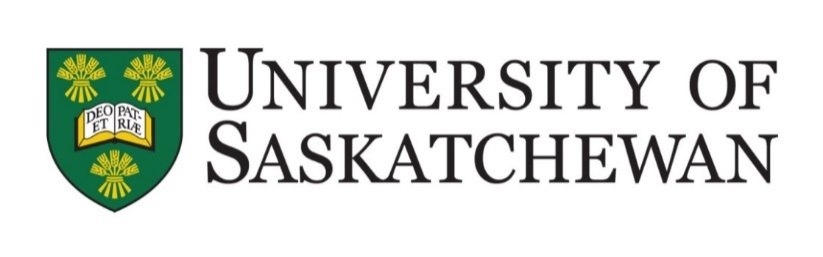 DEO PAT-
ET RIÆ
UNIVERSITY OF
SASKATCHEWAN